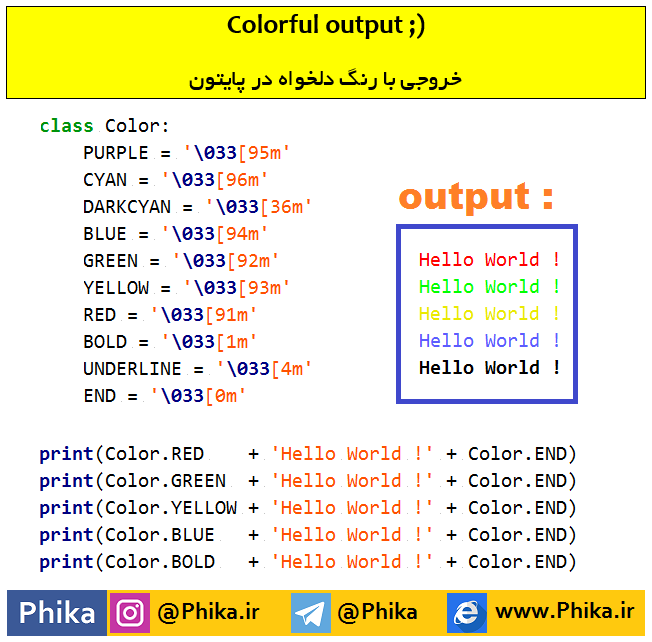 Colorful output ;)
خروجی با رنگ دلخواه در پایتون
class Color:
    PURPLE = '\033[95m'
    CYAN = '\033[96m'
    DARKCYAN = '\033[36m'
    BLUE = '\033[94m'
    GREEN = '\033[92m'
    YELLOW = '\033[93m'
    RED = '\033[91m'
    BOLD = '\033[1m'
    UNDERLINE = '\033[4m'
    END = '\033[0m'
output :
Hello World !
Hello World !
Hello World !
Hello World !
Hello World !
print(Color.RED    + 'Hello World !' + Color.END)
print(Color.GREEN  + 'Hello World !' + Color.END)
print(Color.YELLOW + 'Hello World !' + Color.END)
print(Color.BLUE   + 'Hello World !' + Color.END)
print(Color.BOLD   + 'Hello World !' + Color.END)
Phika @Phika.ir @Phika www.Phika.ir